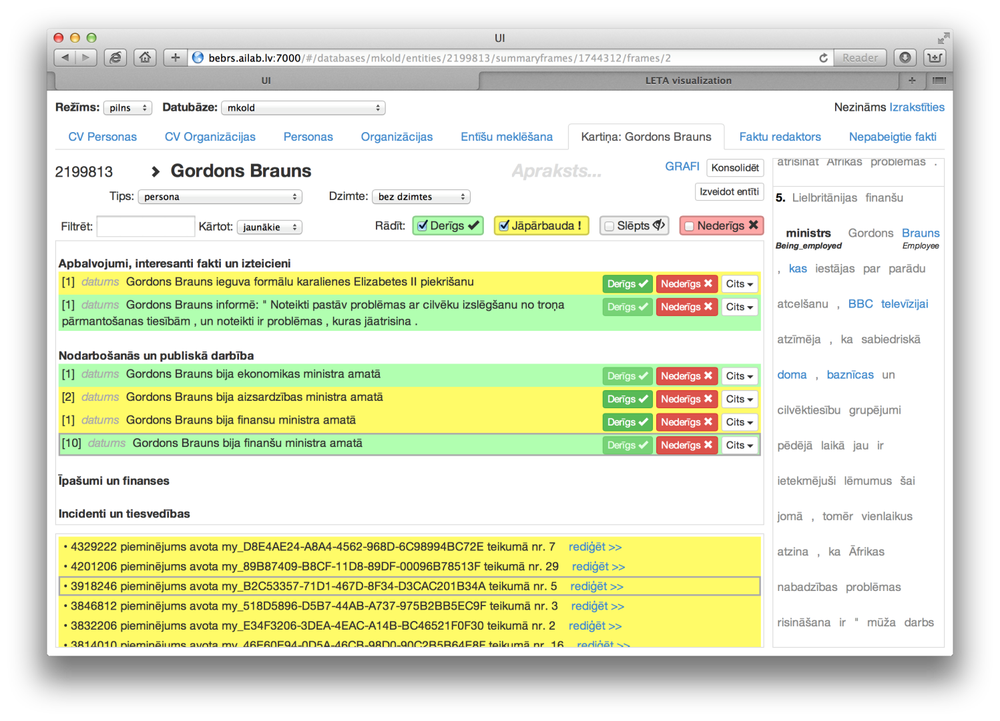 UI
bebrs.ailab.lv:7000/#/databases/mkold/entities/2199813/summaryframes/1744312/frames/2
Reader
UI
LETA visualization
Režīms: pilns Datubāze: mkold
Nezināms Izrakstīties
CV Personas CV Organizācijas Personas Organizācijas Entīšu meklēšana Kartiņa: Gordons Brauns Faktu redaktors Nepabeigtie fakti
2199813 Gordons Brauns Apraksts... GRAFI Konsolidēt
Tips: persona Dzimte: bez dzimtes Izveidot entīti
Filtrēt: Kārtot: jaunākie Rādīt: Derīgs Jāpārbauda ! Slēpts Nederīgs
Apbalvojumi, interesanti fakti un izteicieni
[1] datums Gordons Brauns ieguva formālu karalienes Elizabetes II piekrišanu Derīgs Nederīgs Cits
[1] datums Gordons Brauns informē: " Noteikti pastāv problēmas ar cilvēku izslēgšanu no troņa Derīgs Nederīgs Cits
pārmantošanas tiesībām , un noteikti ir problēmas , kuras jāatrisina .
Nodarbošanās un publiskā darbība
[1] datums Gordons Brauns bija ekonomikas ministra amatā Derīgs Nederīgs Cits
[2] datums Gordons Brauns bija aizsardzības ministra amatā Derīgs Nederīgs Cits
[1] datums Gordons Brauns bija finansu ministra amatā Derīgs Nederīgs Cits
[10] datums Gordons Brauns bija finanšu ministra amatā Derīgs Nederīgs Cits
Īpašumi un finanses
Incidenti un tiesvedības
• 4329222 pieminējums avota my_D8E4AE24-A8A4-4562-968D-6C98994BC72E teikumā nr. 7 rediģēt >>
• 4201206 pieminējums avota my_89B87409-B8CF-11D8-89DF-00096B78513F teikumā nr. 29 rediģēt >>
• 3918246 pieminējums avota my_B2C53357-71D1-467D-8F34-D3CAC201B34A teikumā nr. 5 rediģēt >>
• 3846812 pieminējums avota my_518D5896-D5B7-44AB-A737-975B2BB5EC9F teikumā nr. 3 rediģēt >>
• 3832206 pieminējums avota my_E34F3206-3DEA-4EAC-A14B-BC46521F0F30 teikumā nr. 2 rediģēt >>
• 3814010 pieminējums avota my_46E60E94-0D5A-46CB-98D0-90C2B5B64E8F teikumā nr. 16 rediģēt >>
atrisināt Āfrikas problēmas .
5. Lielbritānijas finanšu
ministrs Gordons Brauns
Being_employed Employee
, kas iestājas par parādu
atcelšanu , BBC televīzijai
atzīmēja , ka sabiedriskā
doma , baznīcas un
cilvēktiesību grupējumi
pēdējā laikā jau ir
ietekmējuši lēmumus šai
jomā , tomēr vienlaikus
atzina , ka Āfrikas
nabadzības problēmas
risināšana ir " mūža darbs